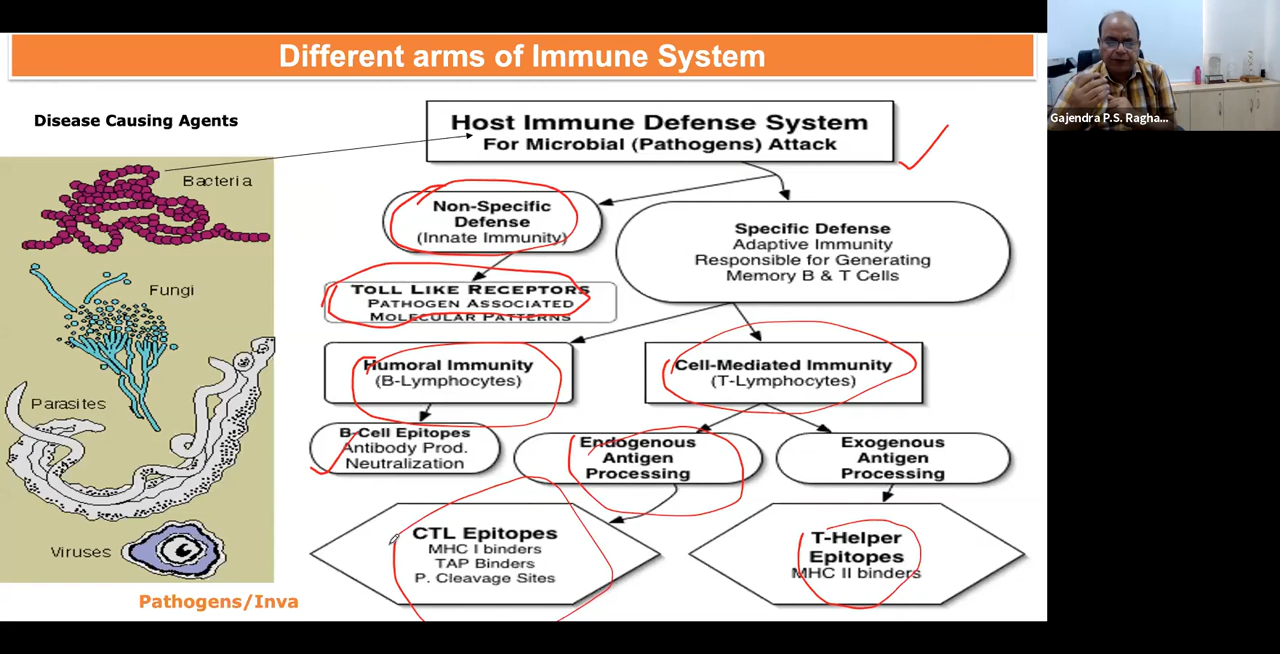 Different arms of Immune System
Gajendra P.S. Ragha...
Disease Causing Agents
Bacteria
Fungi
Parasites
Viruses
Pathogens/Inva
Host Immune Defense System
For Microbial (Pathogens) Attack
Non-Specific
Defense
(Innate Immunity)
Specific Defense
Adaptive Immunity
Responsible for Generating
Memory B & T Cells
TOLL LIKE RECEPTORS
PATHOGEN ASSOCIATED
MOLECULAR PATTERNS
Humoral Immunity
(B-Lymphocytes)
Cell-Mediated Immunity
(T-Lymphocytes)
B-Cell Epitopes
Antibody Prod.
Neutralization
Endogenous
Antigen
Processing
Exogenous
Antigen
Processing
CTL Epitopes
MHC I binders
TAP Binders
P. Cleavage Sites
T-Helper
Epitopes
MHC II binders